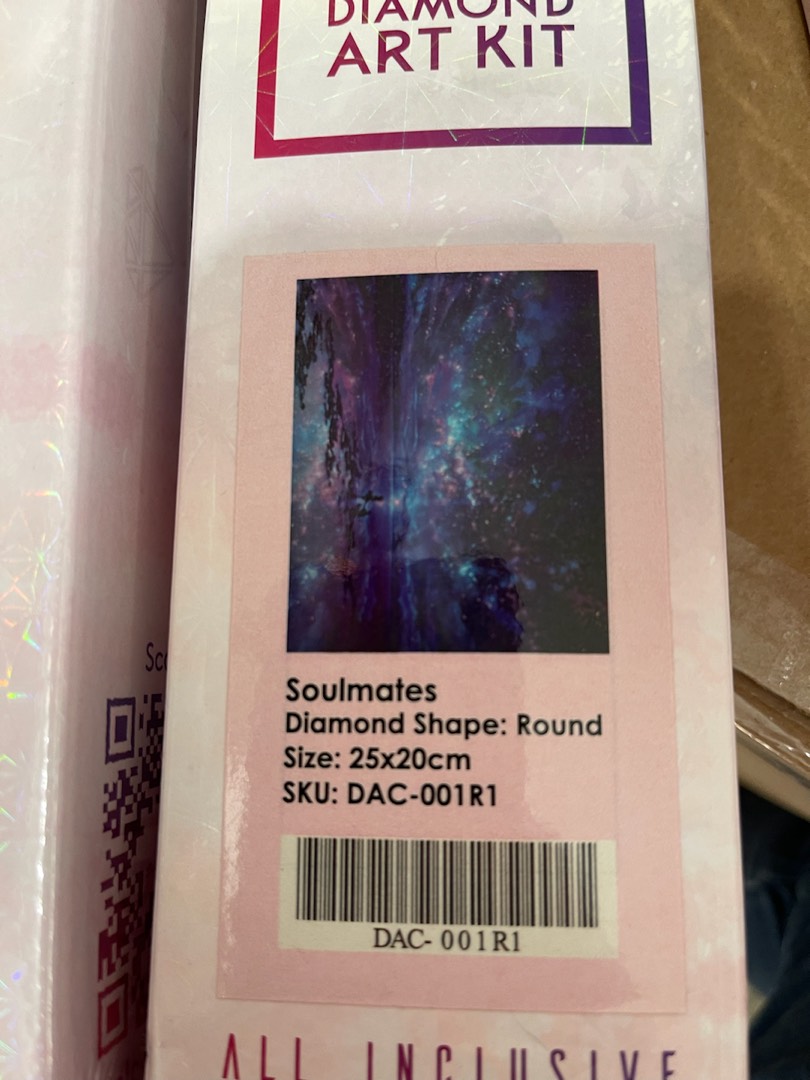 DIAMOND
ART KIT
Soulmates
Diamond Shape: Round
Size: 25x20cm
SKU: DAC-001R1
DAC- 001R1
ALL INCLUSIVE